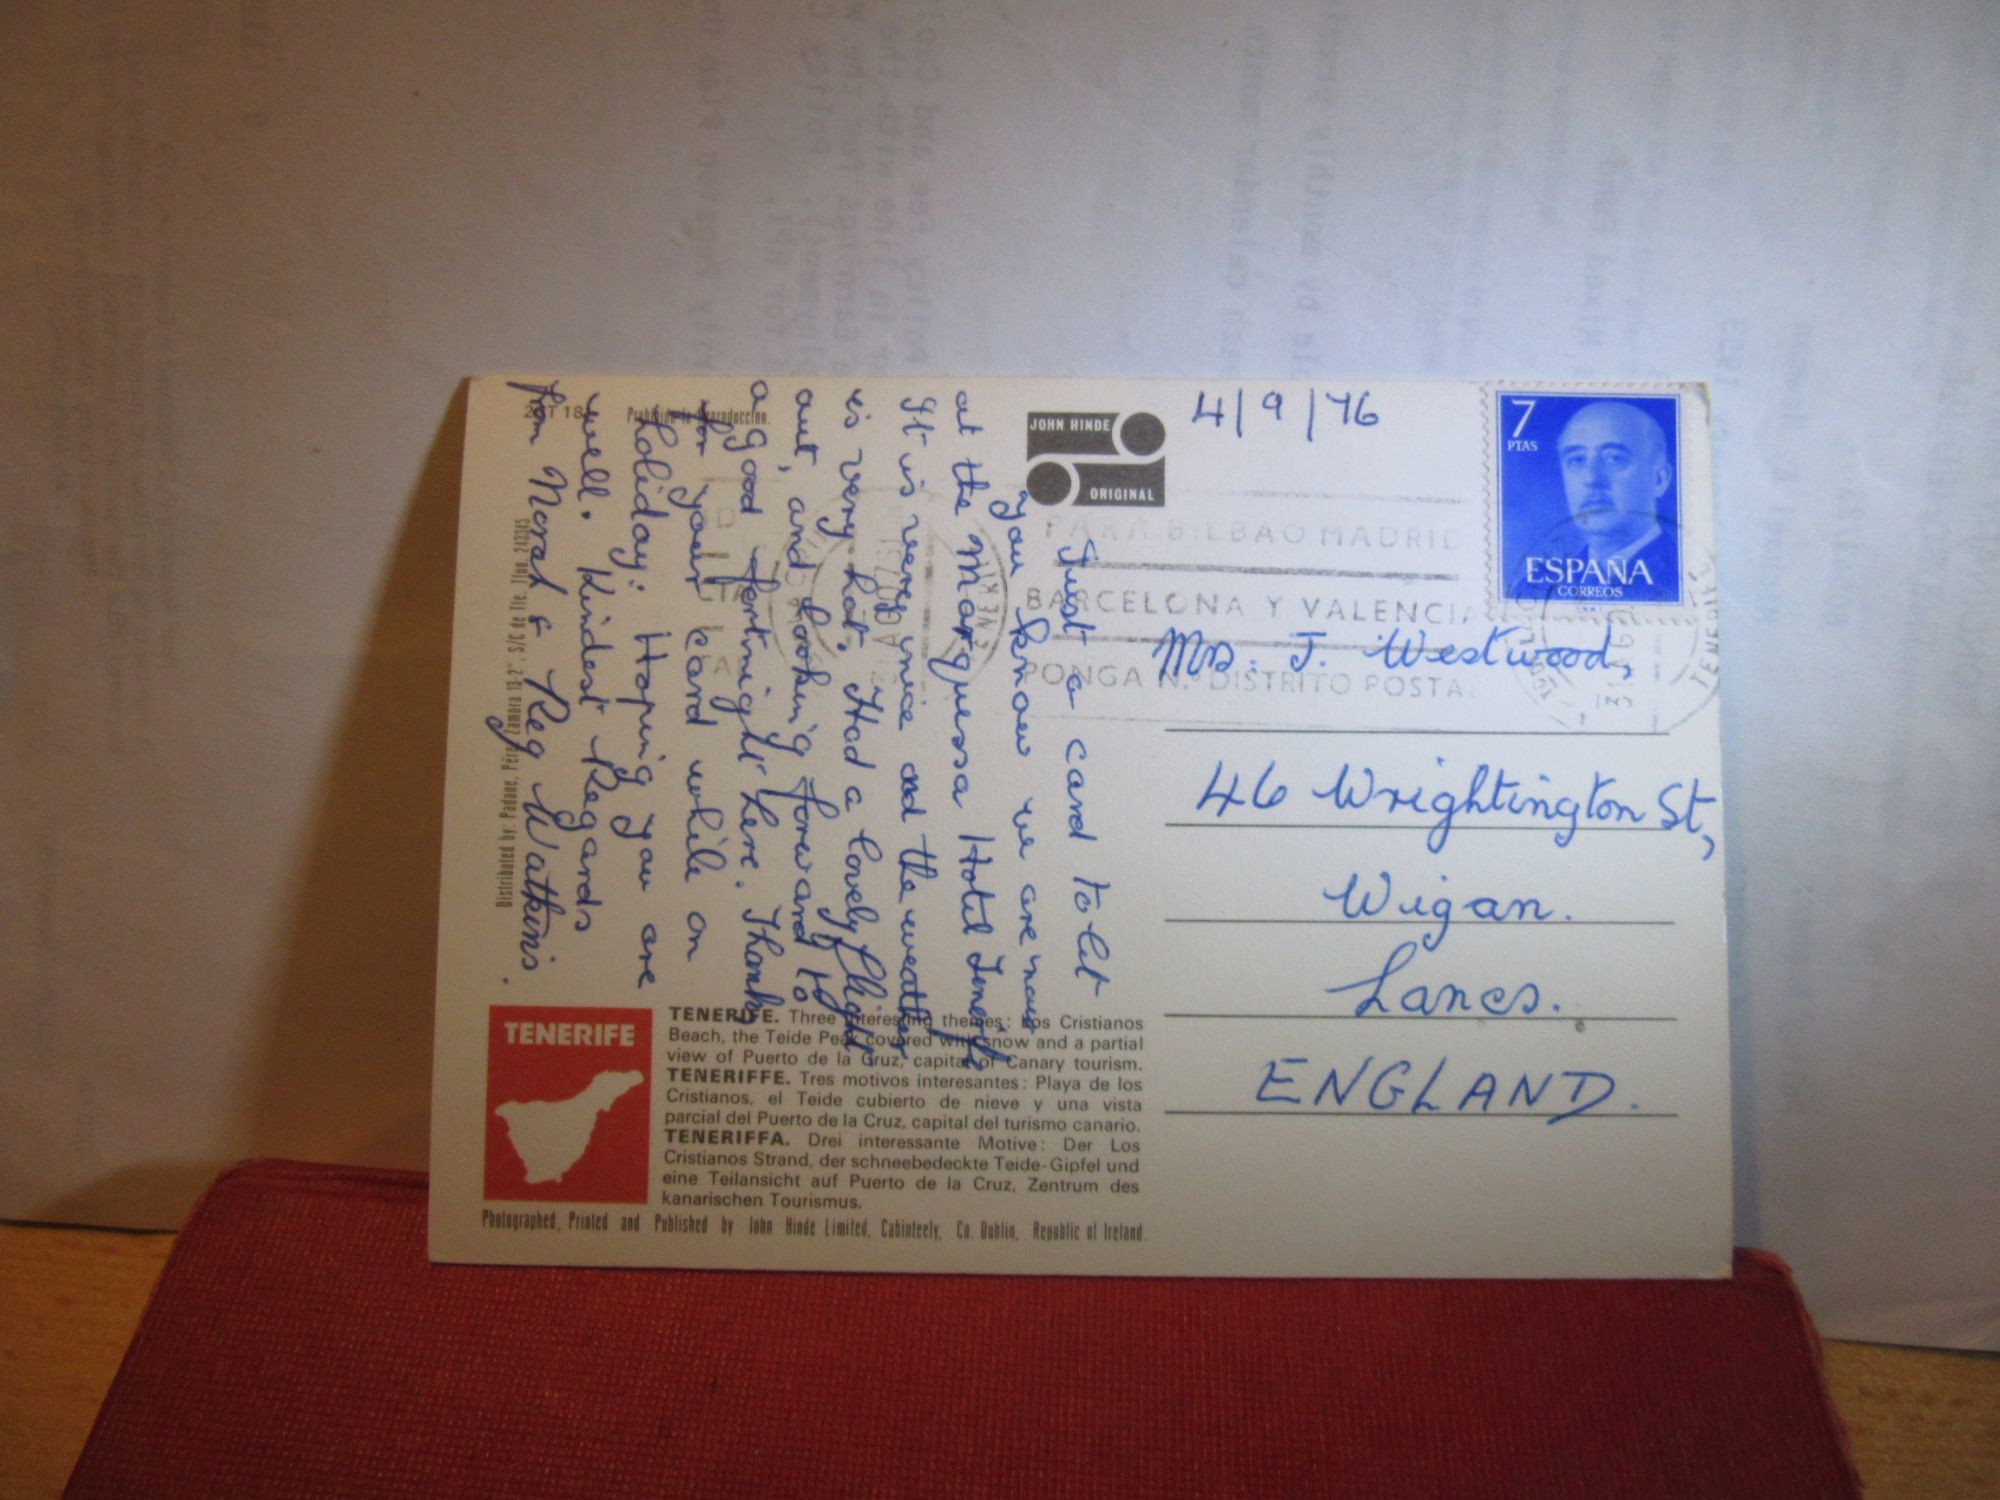 JOHN HINDE
ORIGINAL
4/9/76
7
PTAS
ESPAÑA
CORREOS
PARA BILBAO MADRID
BARCELONA Y VALENCIA
PONGA N.º DISTRITO POSTAL
Mrs. J. Westwood,
46 Wrightington St,
Wigan.
Lancs.
ENGLAND.
Just a card to let
you know we are now
at the Marquessa Hotel Tenerife
It is very nice and the weather
is very hot. Had a lovely flight
out, and looking forward to
a good fortnight here. Thanks
for your card while on
holiday: Hoping you are
well. Kindest Regards
from Norah & Reg Watkins.
Prohibida la reproducción.
Distributed by: Padane, Pérez Zamora 13-2°. S/C de Tfe. Tfno
TENERIFE
TENERIFE. Three interesting themes: Los Cristianos
Beach, the Teide Peak covered with snow and a partial
view of Puerto de la Cruz, capital of Canary tourism.
TENERIFFE. Tres motivos interesantes: Playa de los
Cristianos, el Teide cubierto de nieve y una vista
parcial del Puerto de la Cruz, capital del turismo canario.
TENERIFFA. Drei interessante Motive: Der Los
Cristianos Strand, der schneebedeckte Teide-Gipfel und
eine Teilansicht auf Puerto de la Cruz, Zentrum des
kanarischen Tourismus.
Photographed, Printed and Published by John Hinde Limited, Cabinteely, Co. Dublin, Republic of Ireland.